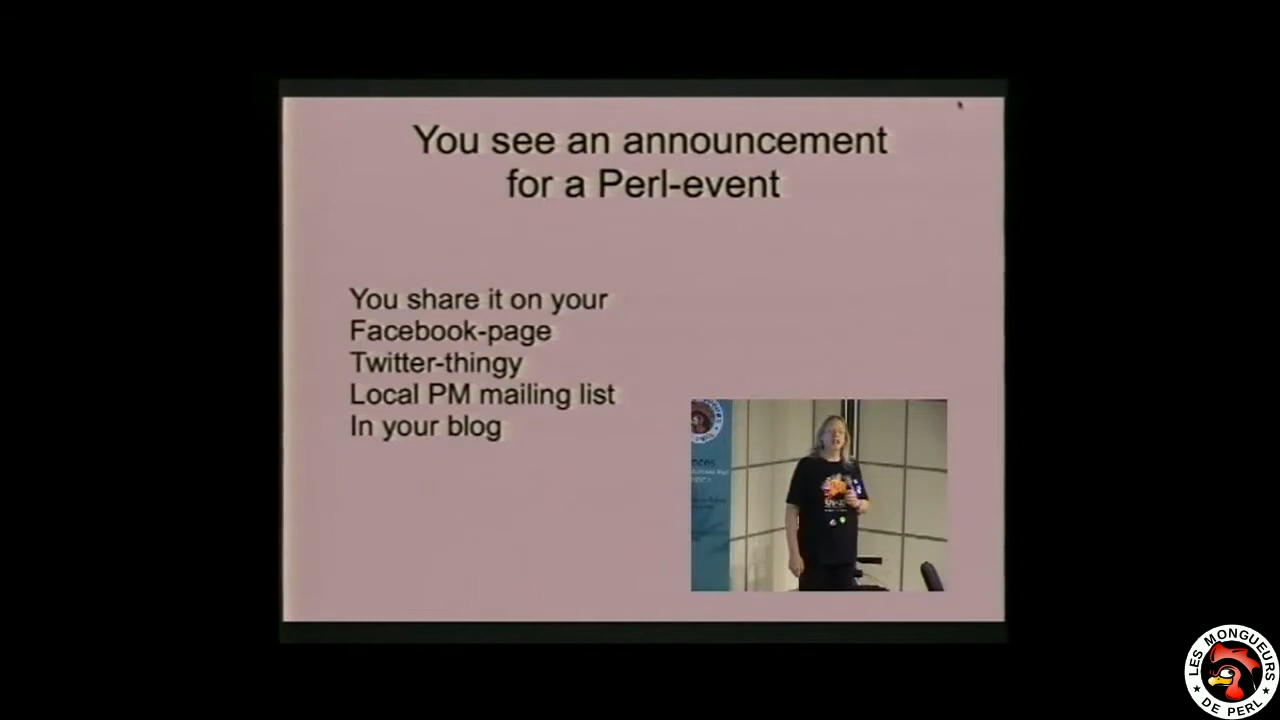 You see an announcement
for a Perl-event
You share it on your
Facebook-page
Twitter-thingy
Local PM mailing list
In your blog
LES MONGUEURS
DE PERL